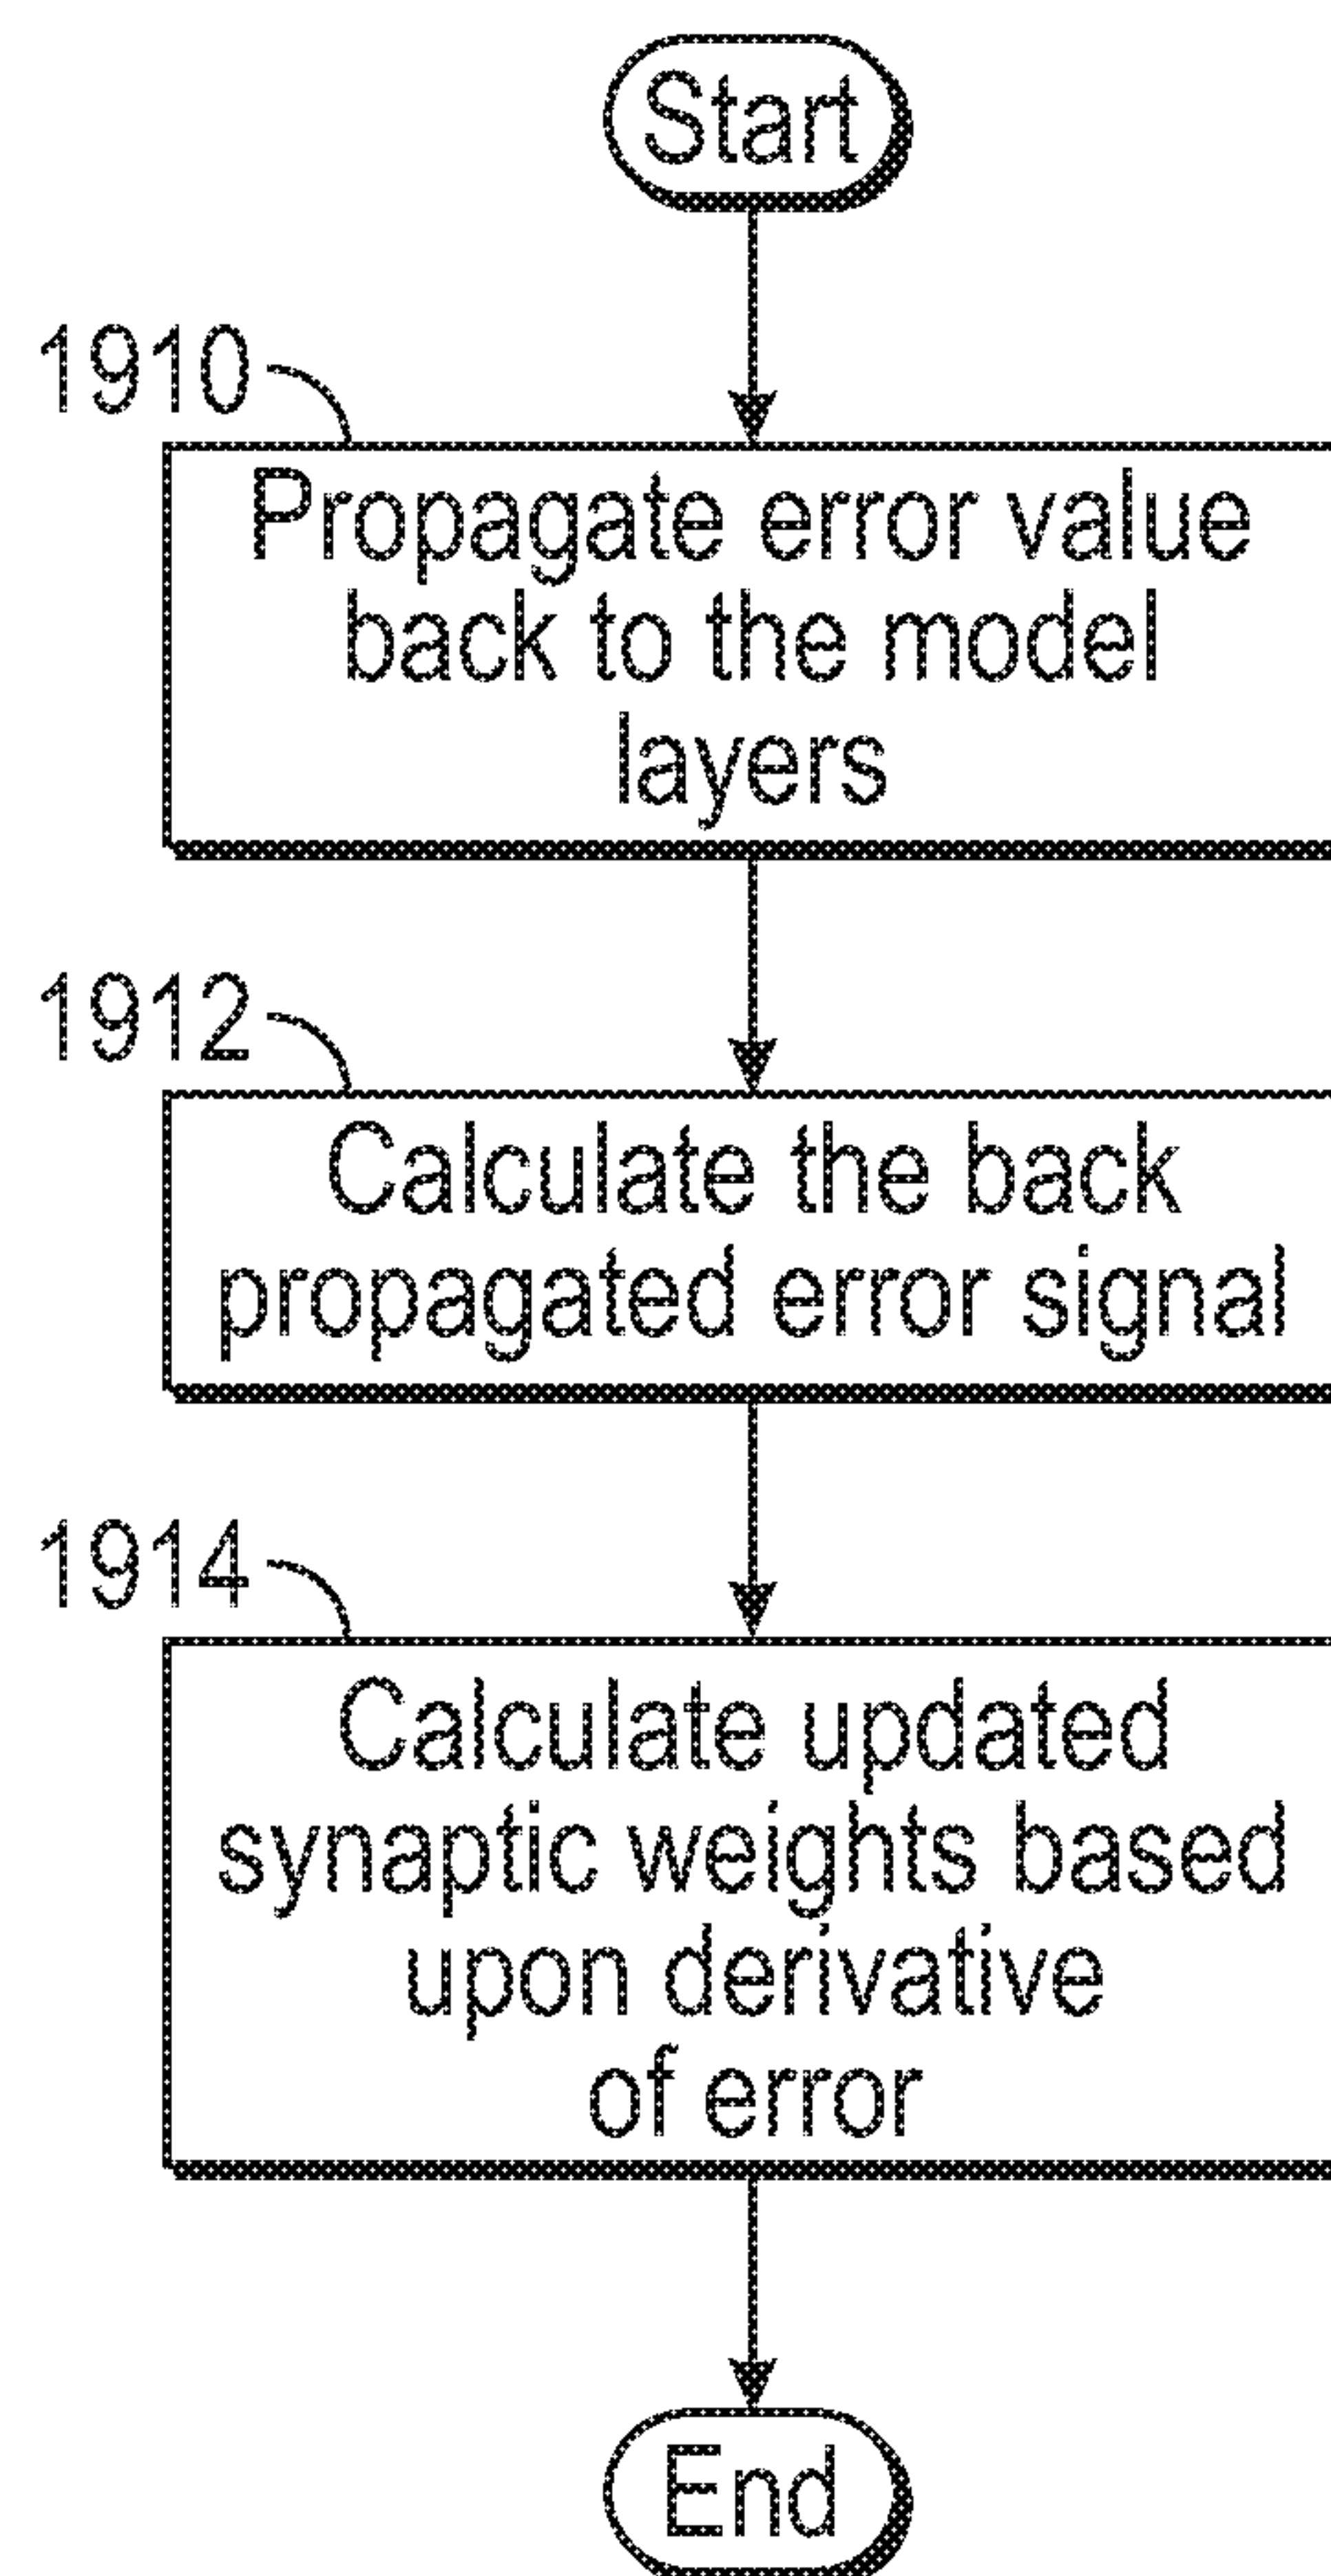 Start
1910
Propagate error value
back to the model
layers
1912
Calculate the back
propagated error signal
1914
Calculate updated
synaptic weights based
upon derivative
of error
End